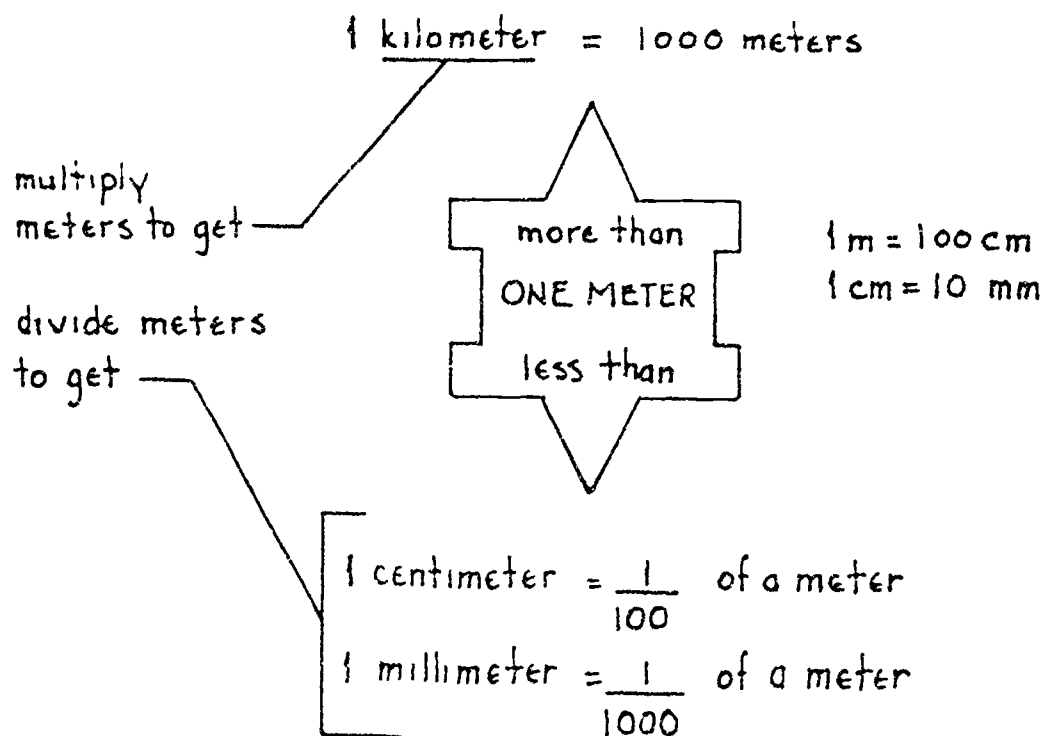 1 kilometer = 1000 meters
multiply
meters to get
more than
ONE METER
less than
1 m = 100 cm
1 cm = 10 mm
divide meters
to get
1 centimeter = 1/100 of a meter
1 millimeter = 1/1000 of a meter